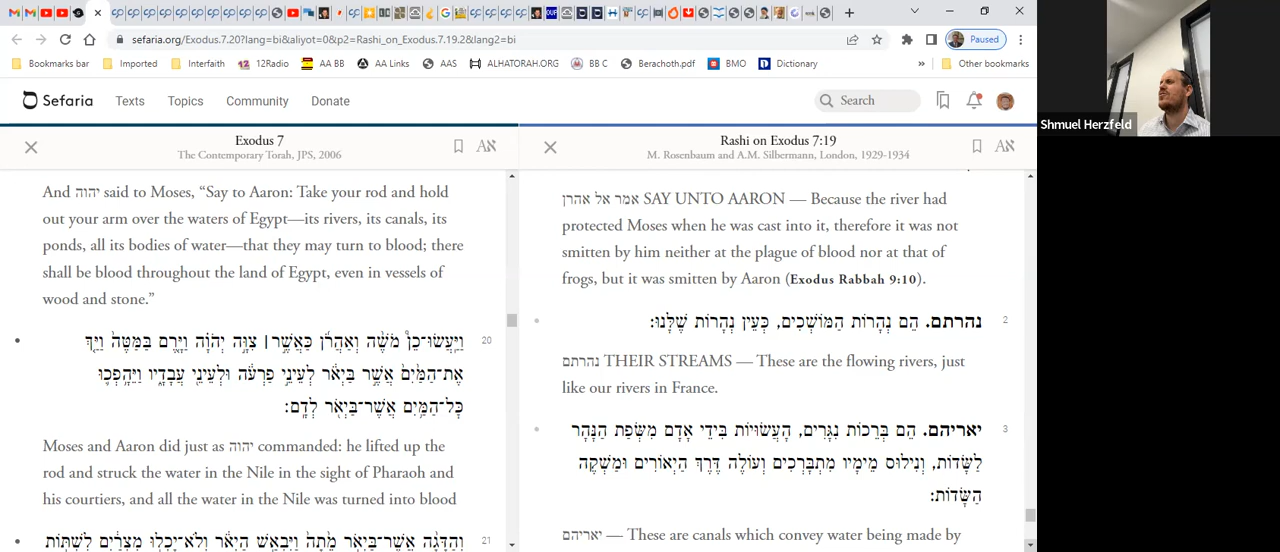 Paused
sefaria.org/Exodus.7.20?lang=bi&aliyot=0&p2=Rashi_on_Exodus.7.19.2&lang2=bi
Bookmarks bar
Imported
Interfaith
12Radio
AA BB
AA Links
AAS
ALHATORAH.ORG
BB C
Berachoth.pdf
BMO
Dictionary
»
Other bookmarks
Sefaria
Texts
Topics
Community
Donate
Search
Shmuel Herzfeld
Exodus 7
The Contemporary Torah, JPS, 2006
And יהוה said to Moses, “Say to Aaron: Take your rod and hold
out your arm over the waters of Egypt—its rivers, its canals, its
ponds, all its bodies of water—that they may turn to blood; there
shall be blood throughout the land of Egypt, even in vessels of
wood and stone.”
20
וַיַּֽעֲשׂוּ־כֵן֩ מֹשֶׁ֨ה וְאַהֲרֹ֜ן כַּאֲשֶׁ֣ר ׀ צִוָּ֣ה יְהֹוָ֗ה וַיָּ֤רֶם בַּמַּטֶּה֙ וַיַּ֤ךְ
אֶת־הַמַּ֙יִם֙ אֲשֶׁ֣ר בַּיְאֹ֔ר לְעֵינֵ֣י פַרְעֹ֔ה וּלְעֵינֵ֖י עֲבָדָ֑יו וַיֵּהָֽפְכ֛וּ
כׇּל־הַמַּ֥יִם אֲשֶׁר־בַּיְאֹ֖ר לְדָֽם׃
Moses and Aaron did just as יהוה commanded: he lifted up the
rod and struck the water in the Nile in the sight of Pharaoh and
his courtiers, and all the water in the Nile was turned into blood
21
וְהַדָּגָ֨ה אֲשֶׁר־בַּיְאֹ֥ר מֵ֙תָה֙ וַיִּבְאַ֣שׁ הַיְאֹ֔ר וְלֹא־יָכְל֣וּ מִצְרַ֔יִם לִשְׁתּ֥וֹת
Rashi on Exodus 7:19
M. Rosenbaum and A.M. Silbermann, London, 1929-1934
אמר אל אהרן SAY UNTO AARON — Because the river had
protected Moses when he was cast into it, therefore it was not
smitten by him neither at the plague of blood nor at that of
frogs, but it was smitten by Aaron (Exodus Rabbah 9:10).
2
נהרתם. הֵם נְהָרוֹת הַמּוֹשְׁכִים, כְּעֵין נְהָרוֹת שֶׁלָּנוּ:
נהרתם THEIR STREAMS — These are the flowing rivers, just
like our rivers in France.
3
יאריהם. הֵם בְּרֵכוֹת נִגָּרִים, הָעֲשׂוּיוֹת בִּידֵי אָדָם מִשְּׂפַת הַנָּהָר
לַשָּׂדוֹת, וְנִילוּס מֵימָיו מִתְבָּרְכִים וְעוֹלֶה דֶּרֶךְ הַיְאוֹרִים וּמַשְׁקֶה
הַשָּׂדוֹת:
יאריהם — These are canals which convey water being made by